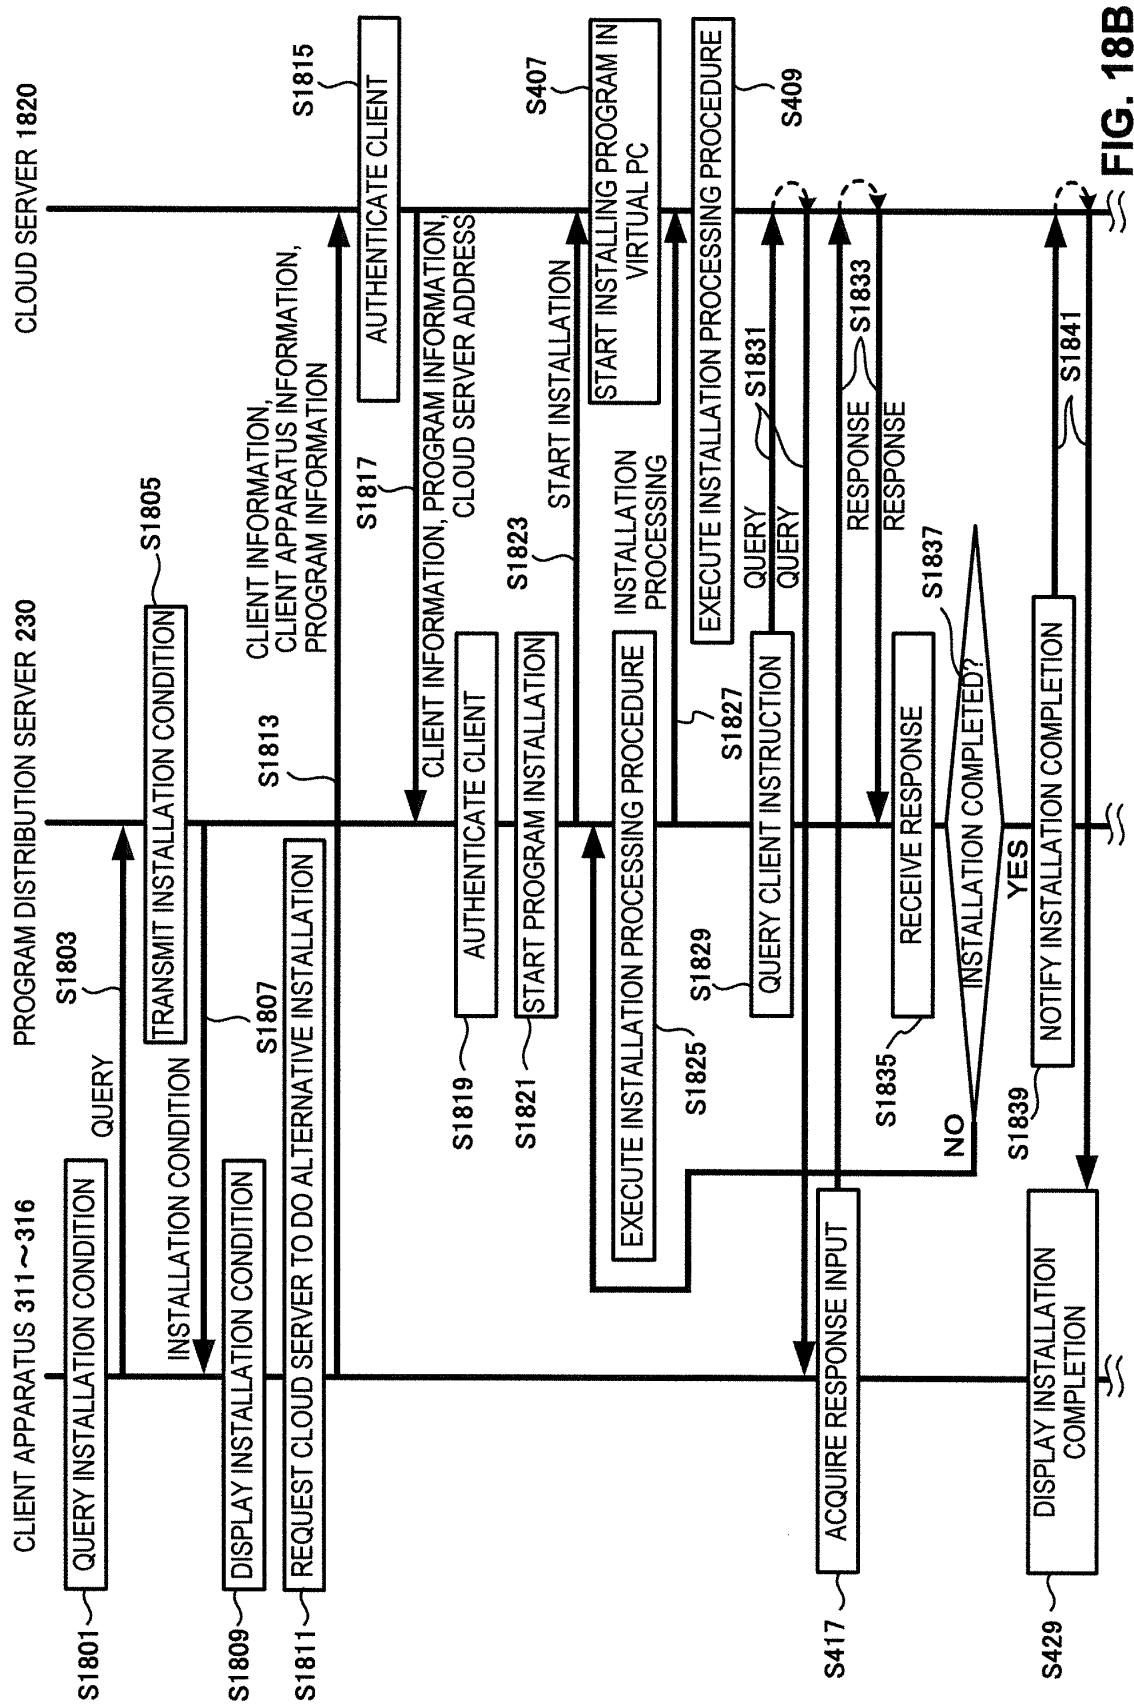 CLIENT APPARATUS 311~316
PROGRAM DISTRIBUTION SERVER 230
CLOUD SERVER 1820
S1801
QUERY INSTALLATION CONDITION
QUERY
S1803
S1805
TRANSMIT INSTALLATION CONDITION
INSTALLATION CONDITION
S1807
S1809
DISPLAY INSTALLATION CONDITION
S1811
REQUEST CLOUD SERVER TO DO ALTERNATIVE INSTALLATION
S1813
CLIENT INFORMATION,
CLIENT APPARATUS INFORMATION,
PROGRAM INFORMATION
S1815
AUTHENTICATE CLIENT
S1817
CLIENT INFORMATION, PROGRAM INFORMATION,
CLOUD SERVER ADDRESS
S1819
AUTHENTICATE CLIENT
S1821
START PROGRAM INSTALLATION
S1823
START INSTALLATION
S407
START INSTALLING PROGRAM IN
VIRTUAL PC
EXECUTE INSTALLATION PROCESSING PROCEDURE
S1825
INSTALLATION
PROCESSING
S1827
EXECUTE INSTALLATION PROCESSING PROCEDURE
S409
S1829
QUERY CLIENT INSTRUCTION
QUERY
QUERY
S1831
S417
ACQUIRE RESPONSE INPUT
RESPONSE
RESPONSE
S1833
S1835
RECEIVE RESPONSE
S1837
INSTALLATION COMPLETED?
NO
YES
S1839
NOTIFY INSTALLATION COMPLETION
S1841
S429
DISPLAY INSTALLATION
COMPLETION
FIG. 18B